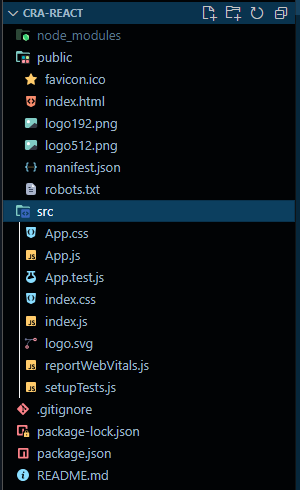 CRA-REACT
node_modules
public
favicon.ico
index.html
logo192.png
logo512.png
manifest.json
robots.txt
src
App.css
App.js
App.test.js
index.css
index.js
logo.svg
reportWebVitals.js
setupTests.js
.gitignore
package-lock.json
package.json
README.md